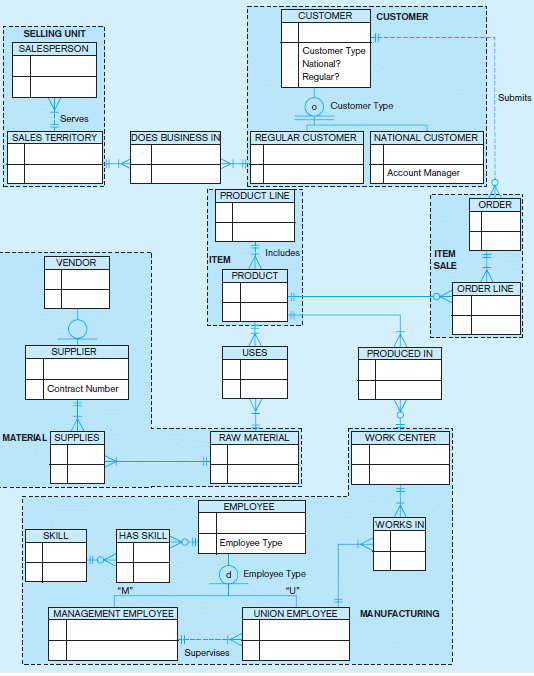 CUSTOMER
CUSTOMER
SELLING UNIT
SALESPERSON
Customer Type
National?
Regular?
Submits
Serves
o
Customer Type
SALES TERRITORY
DOES BUSINESS IN
REGULAR CUSTOMER
NATIONAL CUSTOMER
Account Manager
PRODUCT LINE
ORDER
Includes
ITEM
ITEM
SALE
VENDOR
PRODUCT
ORDER LINE
SUPPLIER
USES
PRODUCED IN
Contract Number
MATERIAL
SUPPLIES
RAW MATERIAL
WORK CENTER
EMPLOYEE
WORKS IN
SKILL
HAS SKILL
Employee Type
d
Employee Type
“M”
“U”
MANAGEMENT EMPLOYEE
UNION EMPLOYEE
MANUFACTURING
Supervises